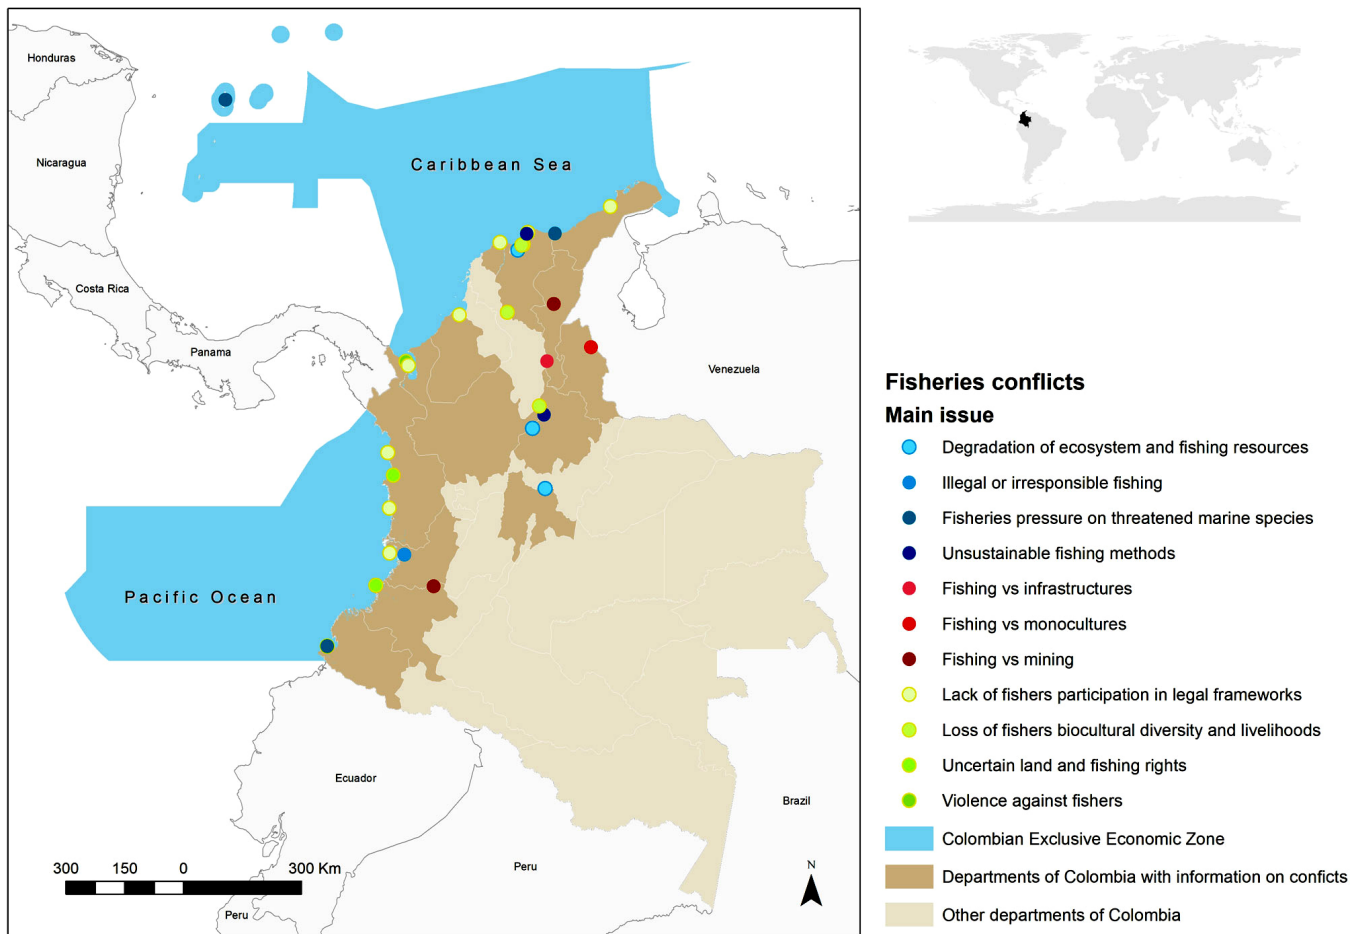 Honduras
Nicaragua
Caribbean Sea
Costa Rica
Panama
Venezuela
Pacific Ocean
Ecuador
Brazil
Peru
Peru
300 150 0 300 Km
N
Fisheries conflicts
Main issue
Degradation of ecosystem and fishing resources
Illegal or irresponsible fishing
Fisheries pressure on threatened marine species
Unsustainable fishing methods
Fishing vs infrastructures
Fishing vs monocultures
Fishing vs mining
Lack of fishers participation in legal frameworks
Loss of fishers biocultural diversity and livelihoods
Uncertain land and fishing rights
Violence against fishers
Colombian Exclusive Economic Zone
Departments of Colombia with information on conficts
Other departments of Colombia